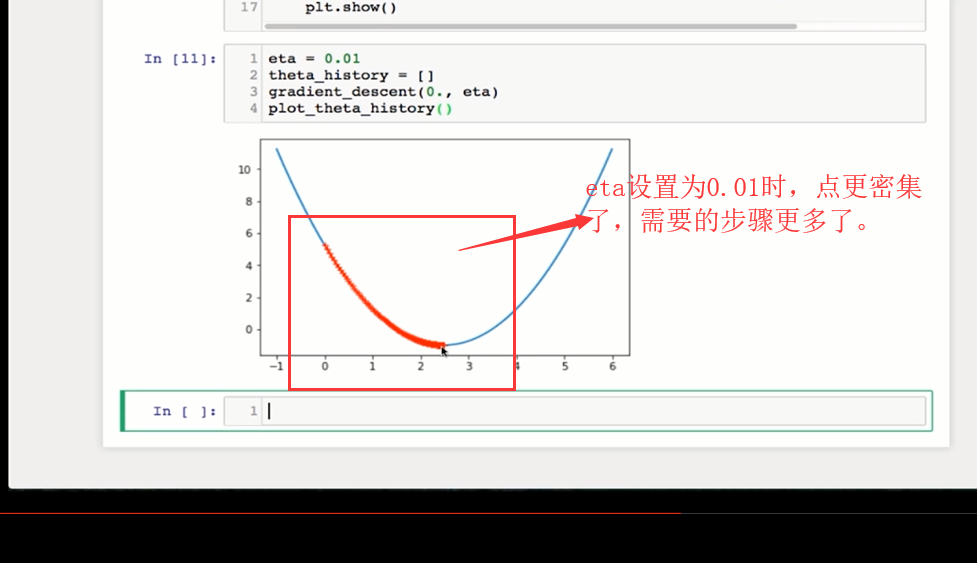 17 plt.show()
In [11]:
1 eta = 0.01
2 theta_history = []
3 gradient_descent(0., eta)
4 plot_theta_history()
10
8
6
4
2
0
−1 0 1 2 3 4 5 6
eta设置为0.01时，点更密集
了，需要的步骤更多了。
In [ ]: 1